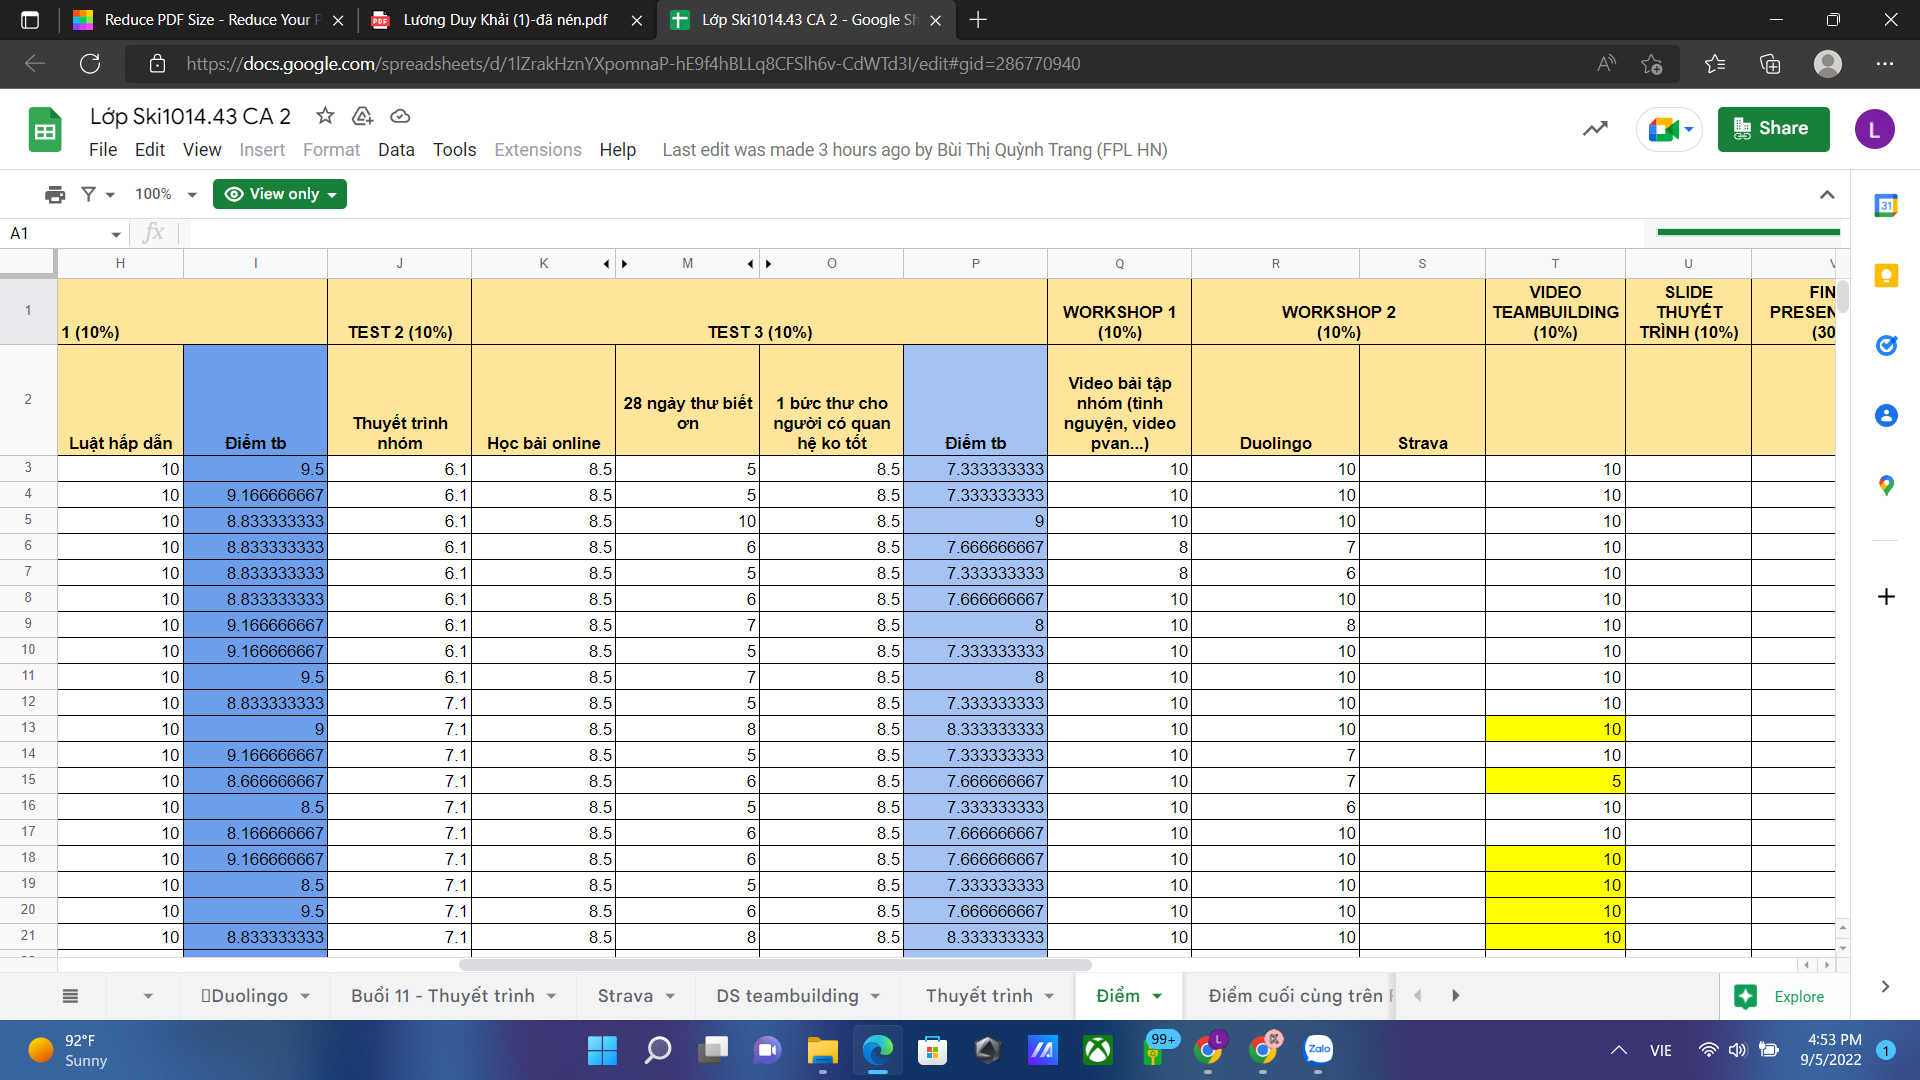 Reduce PDF Size - Reduce Your P
Lương Duy Khải (1)-đã nén.pdf
Lớp Ski1014.43 CA 2 - Google Sh
https://docs.google.com/spreadsheets/d/1lZrakHznYXpomnaP-hE9f4hBLLq8CFSlh6v-CdWTd3I/edit#gid=286770940
Lớp Ski1014.43 CA 2
Share
L
File Edit View Insert Format Data Tools Extensions Help Last edit was made 3 hours ago by Bùi Thị Quỳnh Trang (FPL HN)
100% View only
A1 fx
H I J K M O P Q R S T U V
1 1 (10%) TEST 2 (10%) TEST 3 (10%) WORKSHOP 1 (10%) WORKSHOP 2 (10%) VIDEO TEAMBUILDING (10%) SLIDE THUYẾT TRÌNH (10%) FIN PRESEN (30
2 Luật hấp dẫn Điểm tb Thuyết trình nhóm Học bài online 28 ngày thư biết ơn 1 bức thư cho người có quan hệ ko tốt Điểm tb Video bài tập nhóm (tình nguyện, video pvan...) Duolingo Strava
3 10 9.5 6.1 8.5 5 8.5 7.333333333 10 10 10
4 10 9.166666667 6.1 8.5 5 8.5 7.333333333 10 10 10
5 10 8.833333333 6.1 8.5 10 8.5 9 10 10 10
6 10 8.833333333 6.1 8.5 6 8.5 7.666666667 8 7 10
7 10 8.833333333 6.1 8.5 5 8.5 7.333333333 8 6 10
8 10 8.833333333 6.1 8.5 6 8.5 7.666666667 10 10 10
9 10 9.166666667 6.1 8.5 7 8.5 8 10 8 10
10 10 9.166666667 6.1 8.5 5 8.5 7.333333333 10 10 10
11 10 9.5 6.1 8.5 7 8.5 8 10 10 10
12 10 8.833333333 7.1 8.5 5 8.5 7.333333333 10 10 10
13 10 9 7.1 8.5 8 8.5 8.333333333 10 10 10
14 10 9.166666667 7.1 8.5 5 8.5 7.333333333 10 7 10
15 10 8.666666667 7.1 8.5 6 8.5 7.666666667 10 7 5
16 10 8.5 7.1 8.5 5 8.5 7.333333333 10 6 10
17 10 8.166666667 7.1 8.5 6 8.5 7.666666667 10 10 10
18 10 9.166666667 7.1 8.5 6 8.5 7.666666667 10 10 10
19 10 8.5 7.1 8.5 5 8.5 7.333333333 10 10 10
20 10 9.5 7.1 8.5 6 8.5 7.666666667 10 10 10
21 10 8.833333333 7.1 8.5 8 8.5 8.333333333 10 10 10
Duolingo Buổi 11 - Thuyết trình Strava DS teambuilding Thuyết trình Điểm Điểm cuối cùng trên Explore
92°F
Sunny
99+
L
K
Zalo
VIE
4:53 PM
9/5/2022
1
31